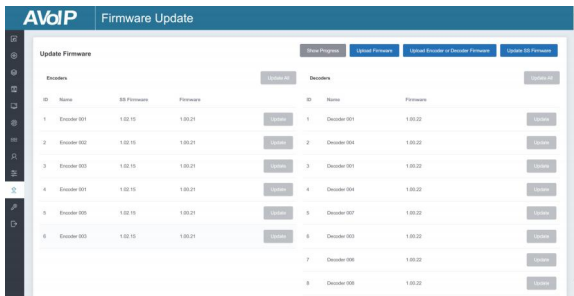 AVoIP Firmware Update
Update Firmware Show Progress Upload Firmware Upload Encoder or Decoder Firmware Update SS Firmware
Encoders Update All Decoders Update All
ID Name SS Firmware Firmware ID Name Firmware
1 Encoder 001 1.02.15 1.00.21 Update 1 Decoder 001 1.00.22 Update
2 Encoder 002 1.02.15 1.00.21 Update 2 Decoder 004 1.00.22 Update
3 Encoder 003 1.02.15 1.00.21 Update 3 Decoder 001 1.00.22 Update
4 Encoder 001 1.02.15 1.00.21 Update 4 Decoder 004 1.00.22 Update
5 Encoder 005 1.02.15 1.00.21 Update 5 Decoder 007 1.00.22 Update
6 Encoder 003 1.02.15 1.00.21 Update 6 Decoder 003 1.00.22 Update
7 Decoder 006 1.00.22 Update
8 Decoder 008 1.00.22 Update